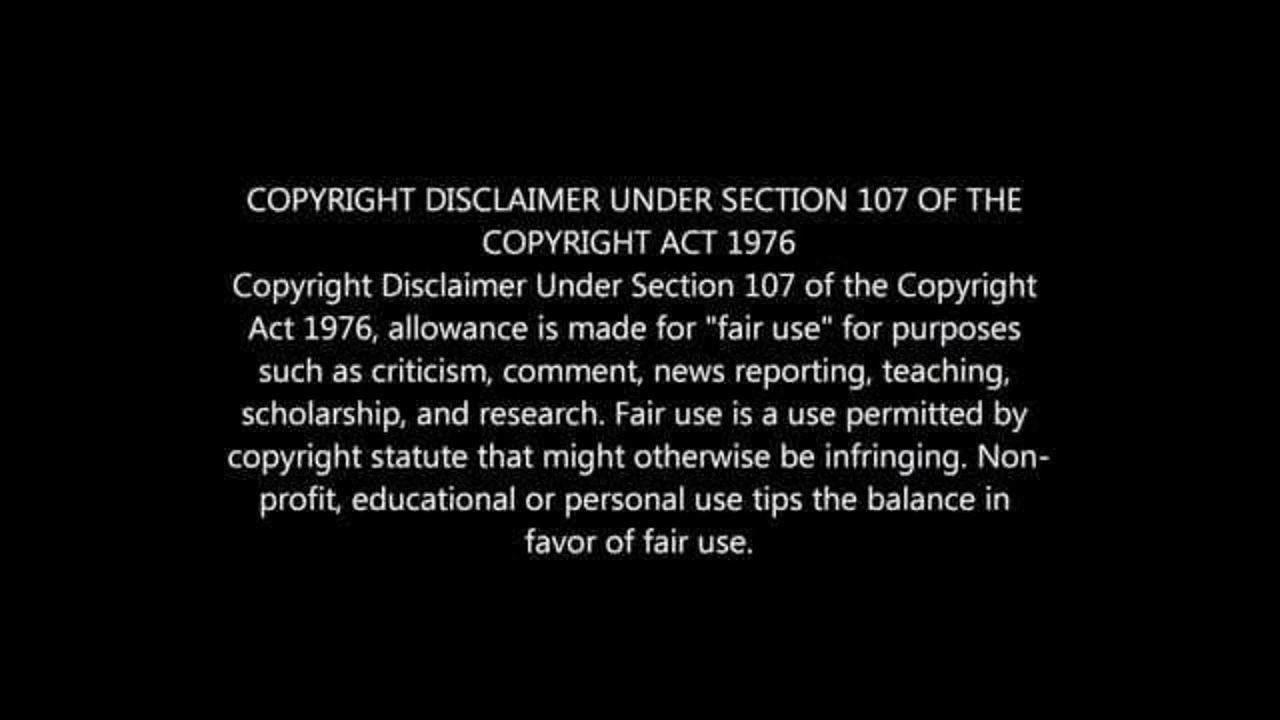 COPYRIGHT DISCLAIMER UNDER SECTION 107 OF THE
COPYRIGHT ACT 1976
Copyright Disclaimer Under Section 107 of the Copyright
Act 1976, allowance is made for "fair use" for purposes
such as criticism, comment, news reporting, teaching,
scholarship, and research. Fair use is a use permitted by
copyright statute that might otherwise be infringing. Non-
profit, educational or personal use tips the balance in
favor of fair use.